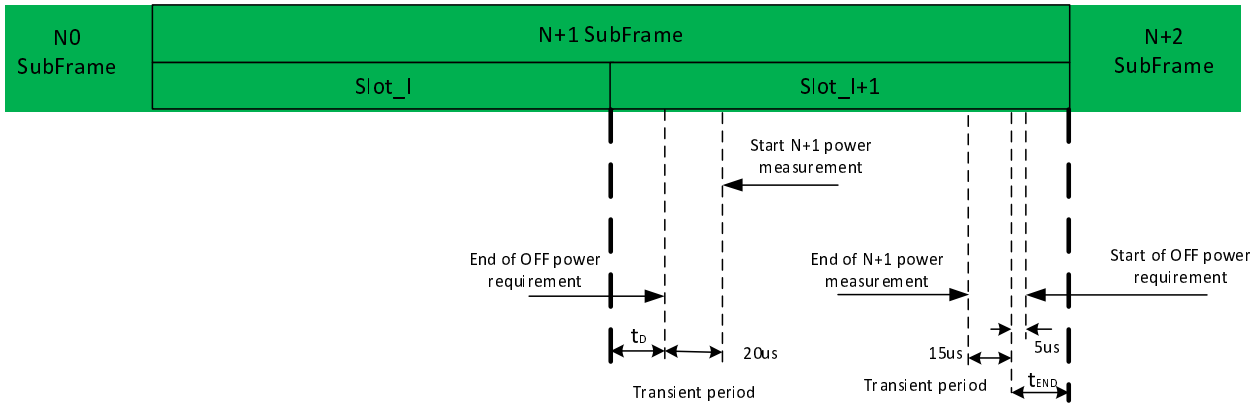 N0
SubFrame
N+1 SubFrame
N+2
SubFrame
Slot_I
Slot_I+1
Start N+1 power
measurement
End of OFF power
requirement
End of N+1 power
measurement
Start of OFF power
requirement
tD
20us
15us
5us
Transient period
Transient period
tEND